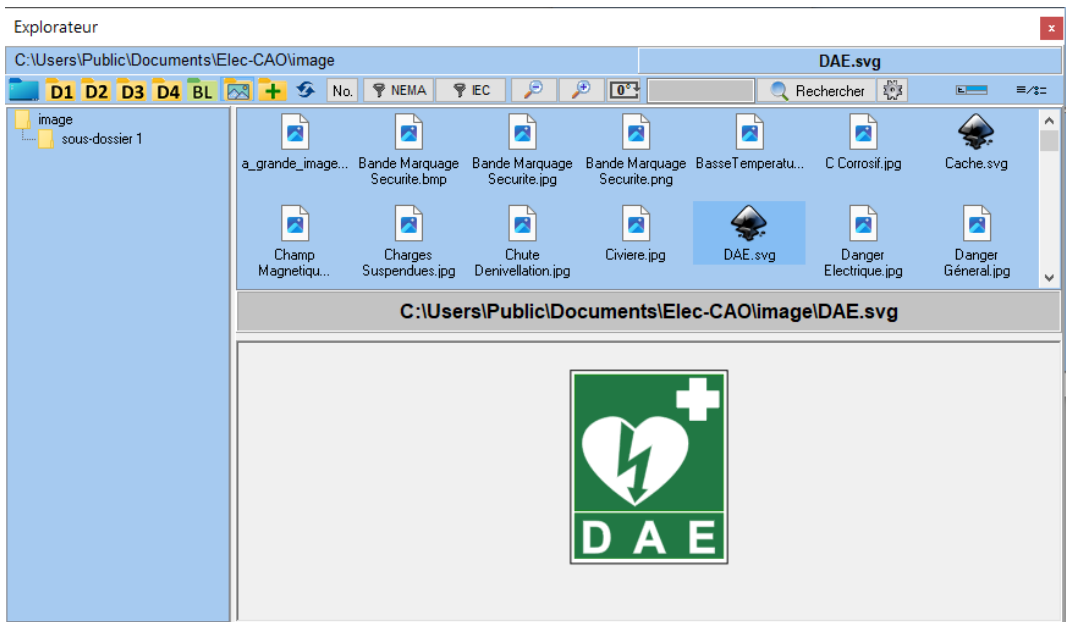 Explorateur
x
C:\Users\Public\Documents\Elec-CAO\image
DAE.svg
D1 D2 D3 D4 BL No. NEMA IEC 0° Rechercher
image
sous-dossier 1
a_grande_image...
Bande Marquage
Securite.bmp
Bande Marquage
Securite.jpg
Bande Marquage
Securite.png
BasseTemperatu...
C Corrosif.jpg
Cache.svg
Champ
Magnetiqu...
Charges
Suspendues.jpg
Chute
Denivellation.jpg
Civiere.jpg
DAE.svg
Danger
Electrique.jpg
Danger
Géneral.jpg
C:\Users\Public\Documents\Elec-CAO\image\DAE.svg
D A E